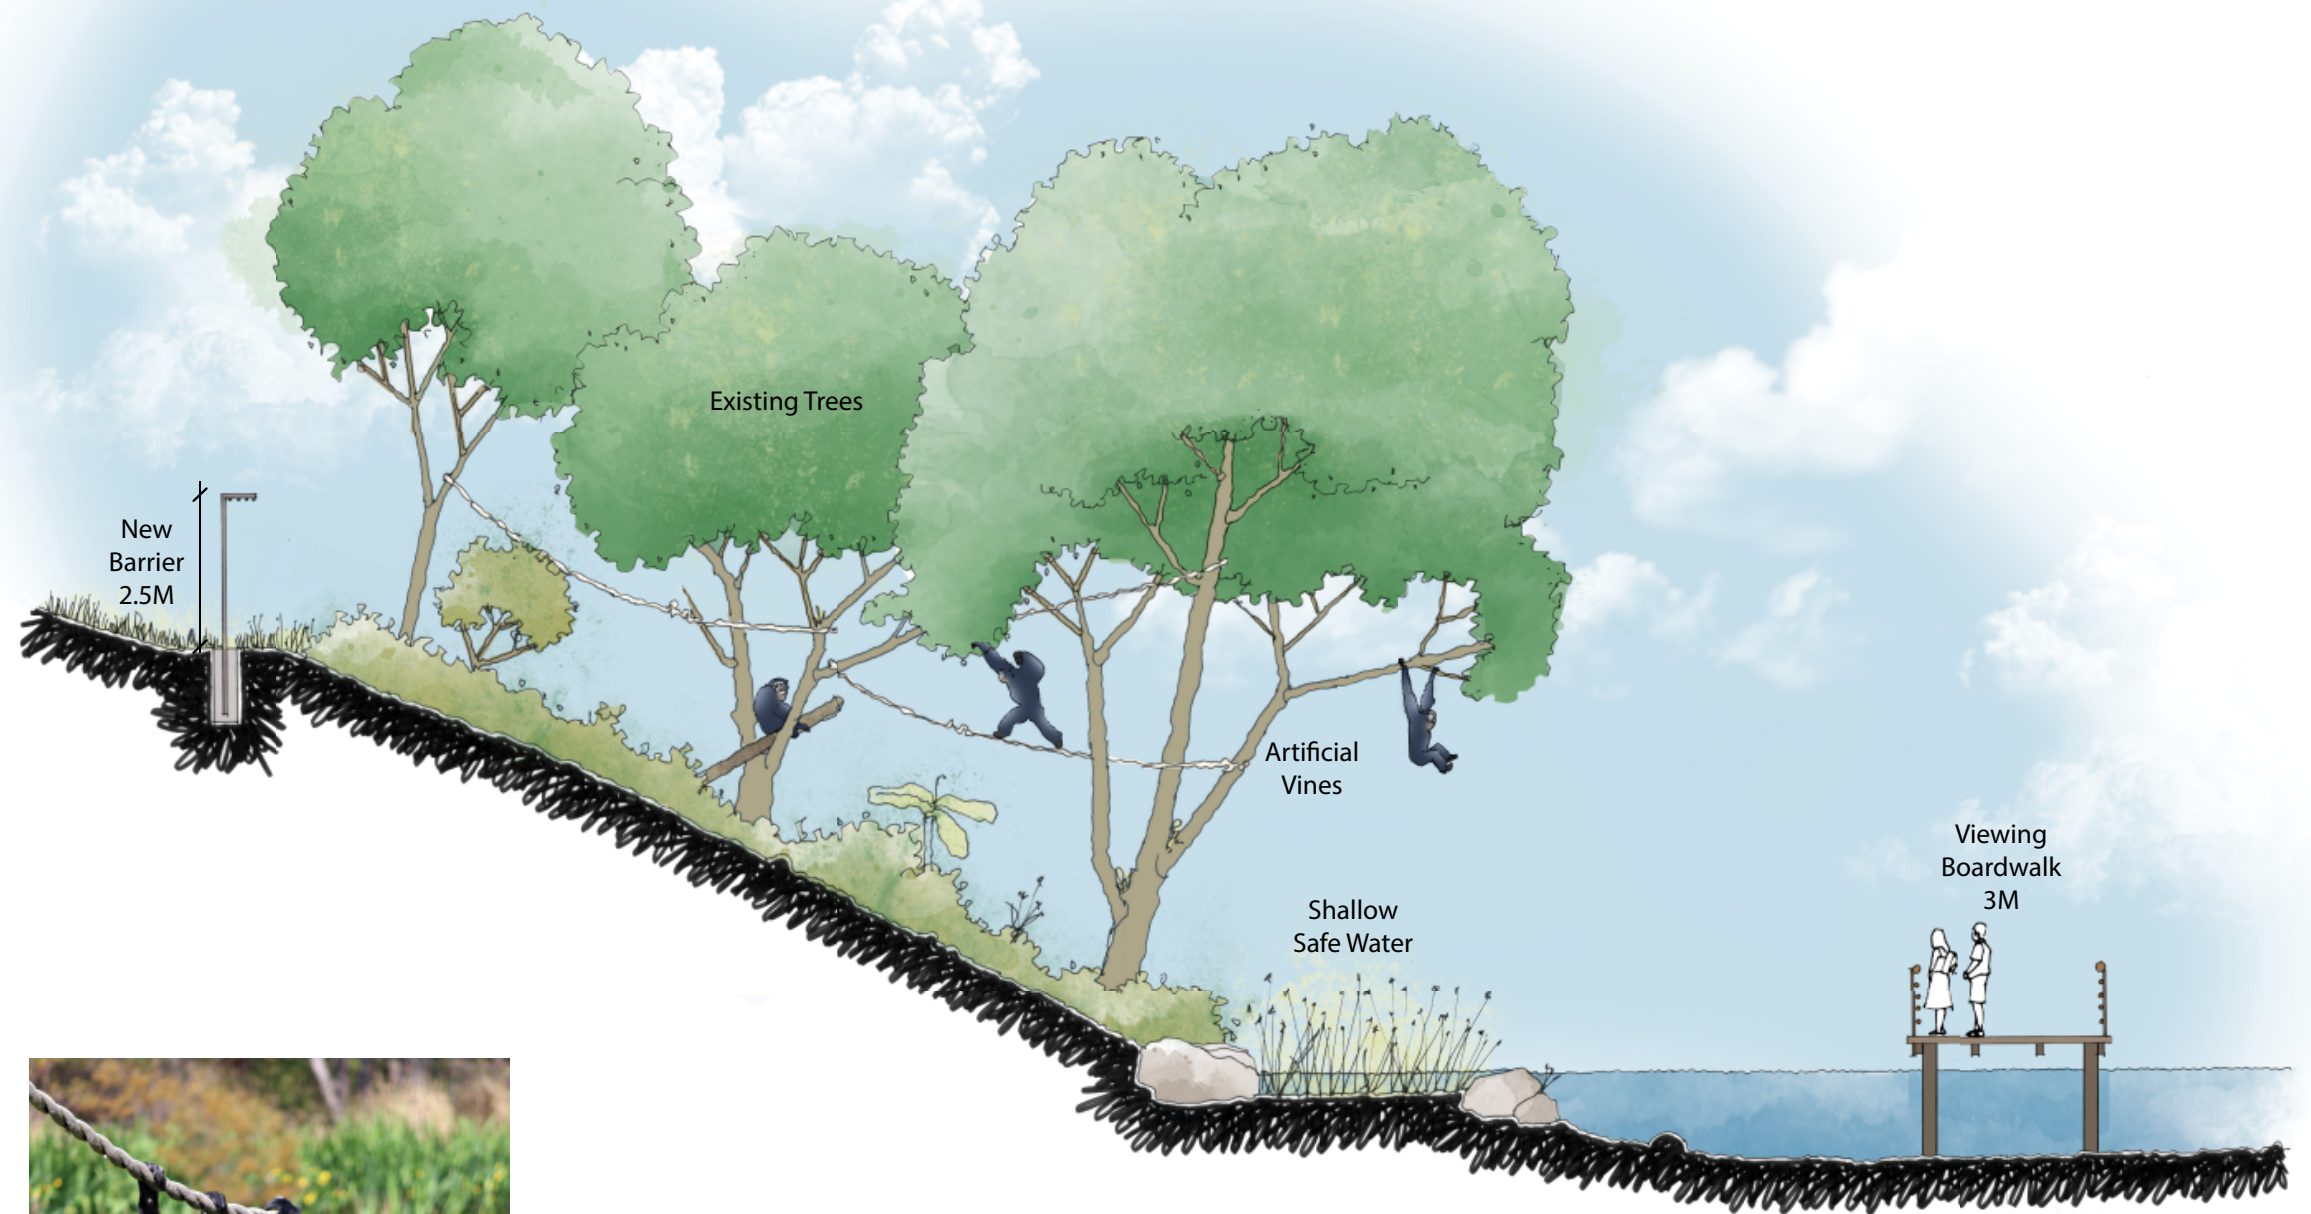 Existing Trees
New
Barrier
2.5M
Artificial
Vines
Viewing
Boardwalk
3M
Shallow
Safe Water